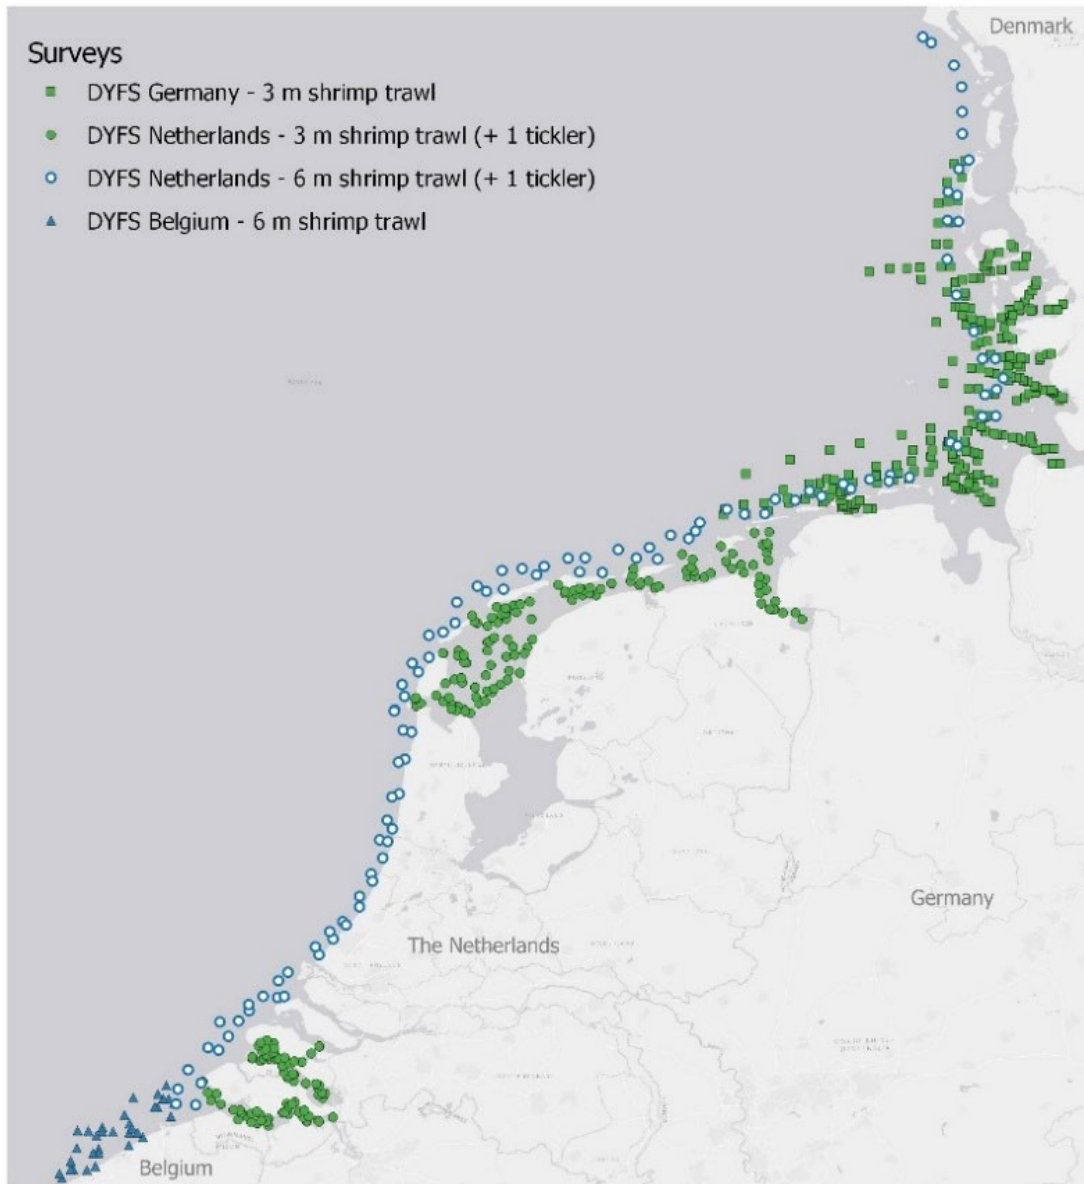 Denmark
Surveys
DYFS Germany - 3 m shrimp trawl
DYFS Netherlands - 3 m shrimp trawl (+ 1 tickler)
DYFS Netherlands - 6 m shrimp trawl (+ 1 tickler)
DYFS Belgium - 6 m shrimp trawl
Germany
The Netherlands
Belgium